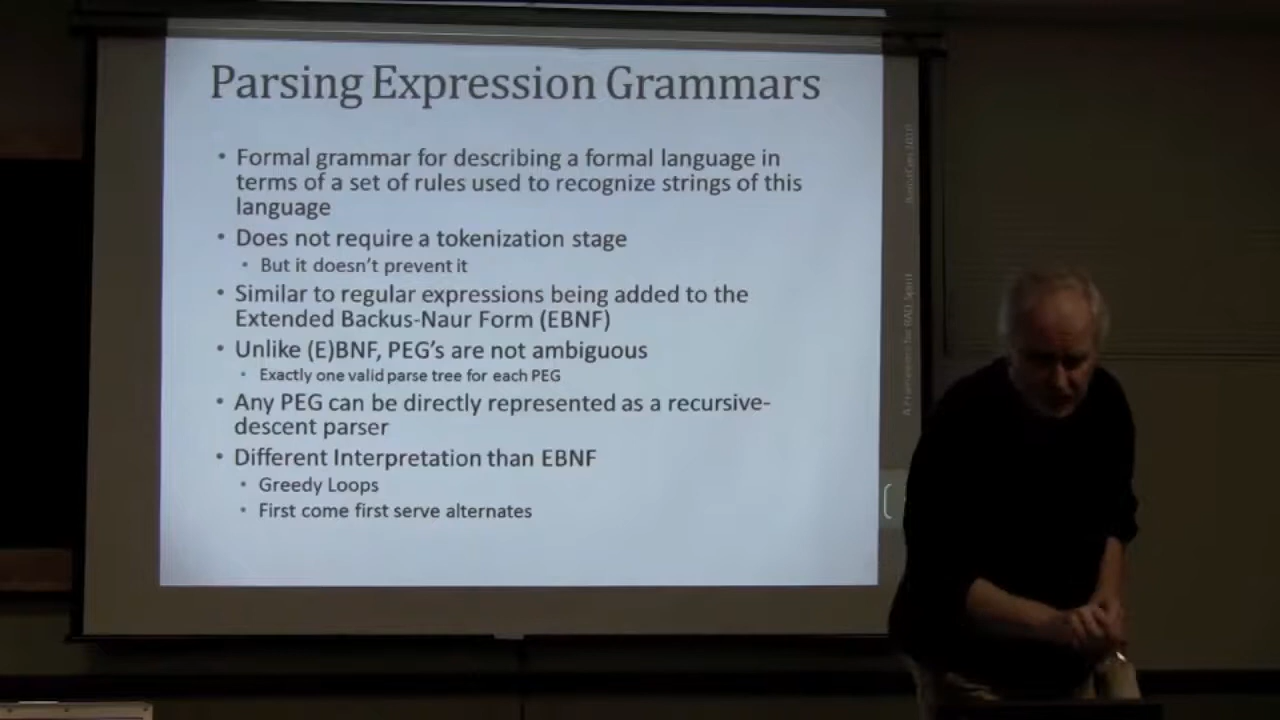 Parsing Expression Grammars
• Formal grammar for describing a formal language in
terms of a set of rules used to recognize strings of this
language
• Does not require a tokenization stage
• But it doesn't prevent it
• Similar to regular expressions being added to the
Extended Backus-Naur Form (EBNF)
• Unlike (E)BNF, PEG's are not ambiguous
• Exactly one valid parse tree for each PEG
• Any PEG can be directly represented as a recursive-
descent parser
• Different Interpretation than EBNF
• Greedy Loops
• First come first serve alternates